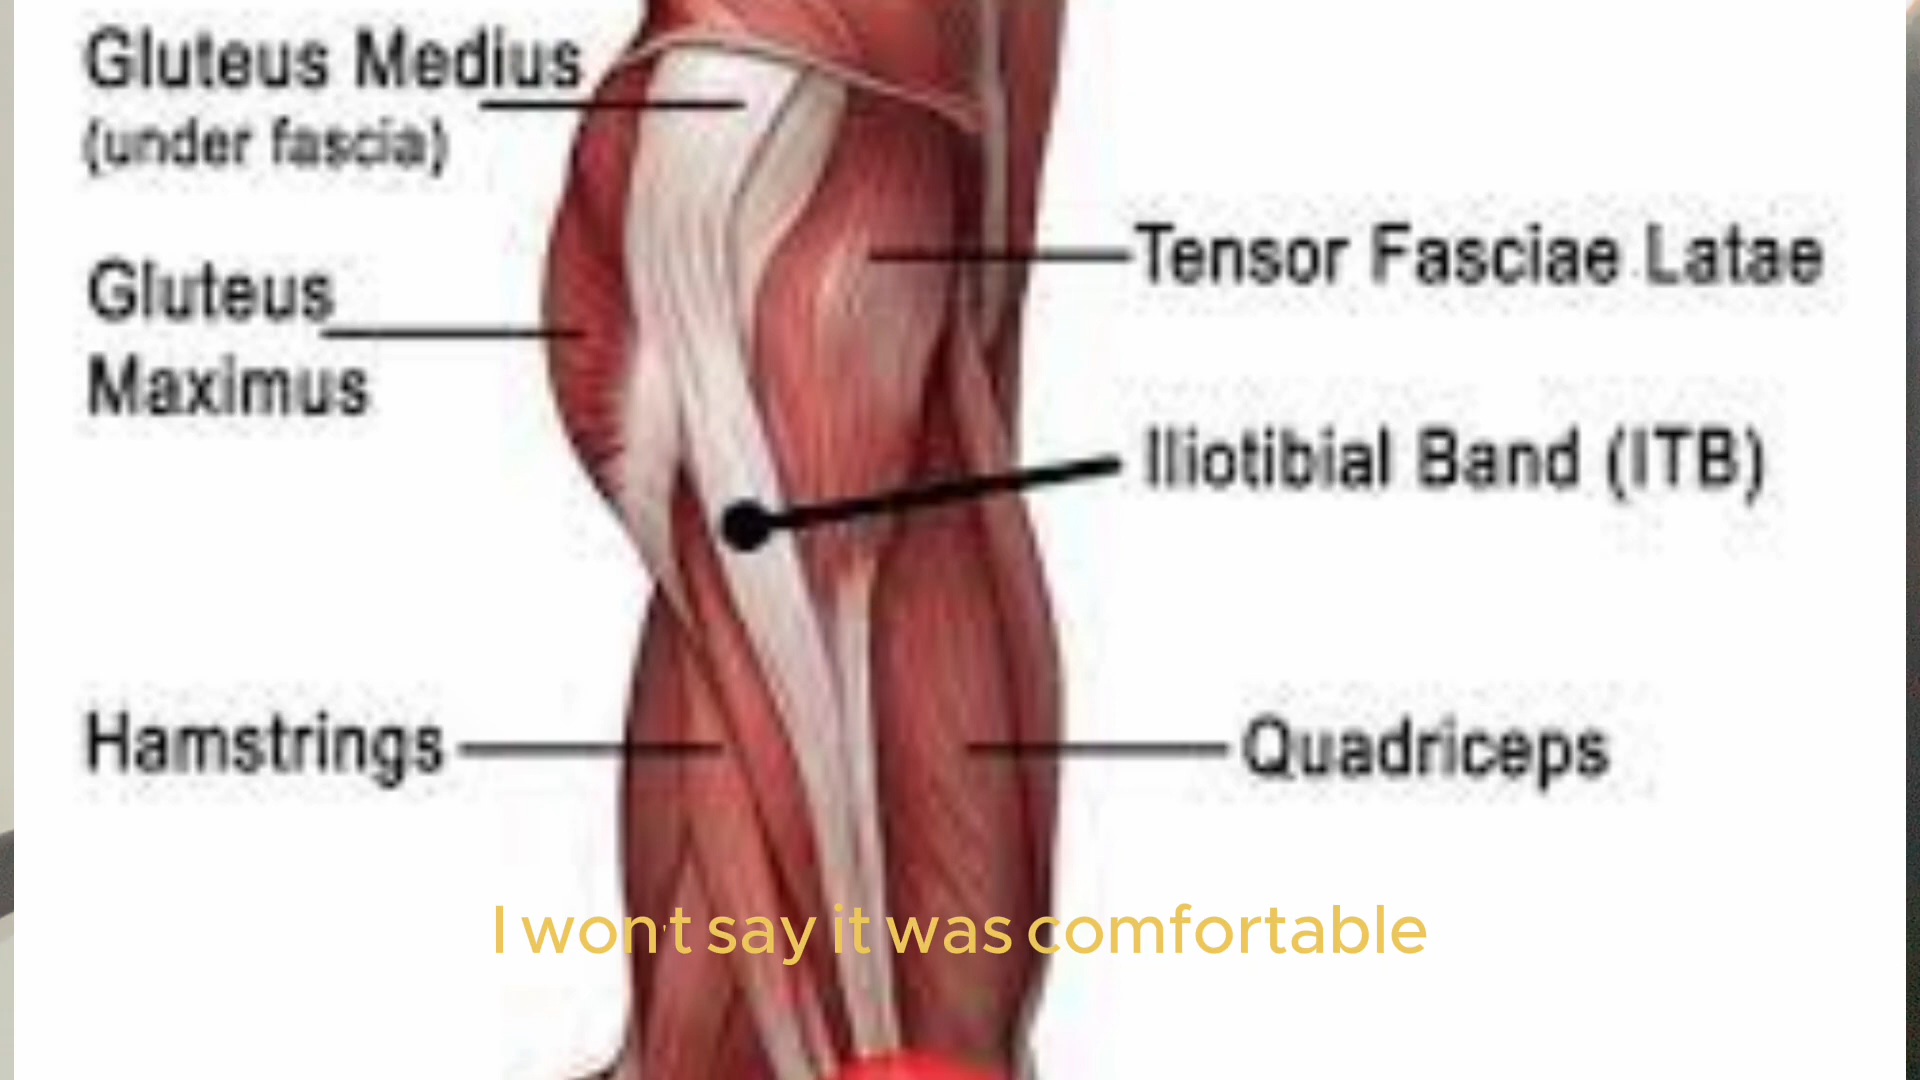 Gluteus Medius
(under fascia)
Gluteus
Maximus
Tensor Fasciae Latae
Iliotibial Band (ITB)
Hamstrings
Quadriceps
I won't say it was comfortable